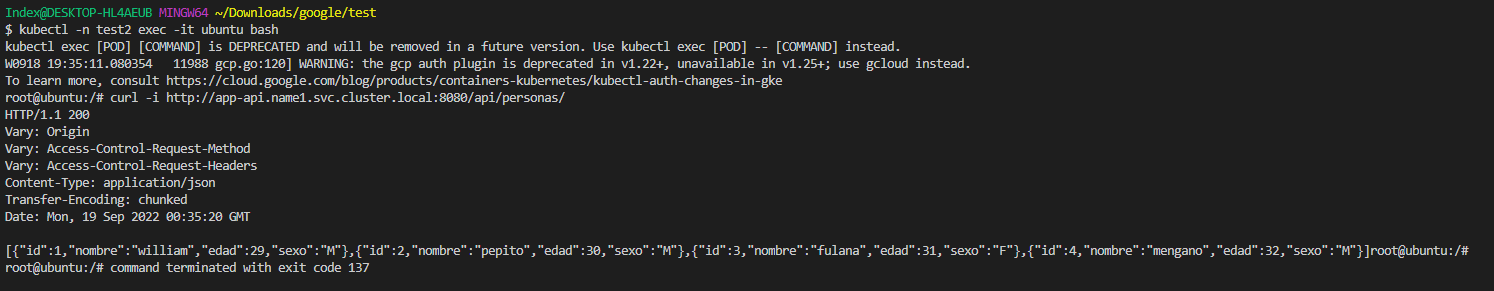 Index@DESKTOP-HL4AEUB MINGW64 ~/Downloads/google/test
$ kubectl -n test2 exec -it ubuntu bash
kubectl exec [POD] [COMMAND] is DEPRECATED and will be removed in a future version. Use kubectl exec [POD] -- [COMMAND] instead.
W0918 19:35:11.080354   11988 gcp.go:120] WARNING: the gcp auth plugin is deprecated in v1.22+, unavailable in v1.25+; use gcloud instead.
To learn more, consult https://cloud.google.com/blog/products/containers-kubernetes/kubectl-auth-changes-in-gke
root@ubuntu:/# curl -i http://app-api.name1.svc.cluster.local:8080/api/personas/
HTTP/1.1 200
Vary: Origin
Vary: Access-Control-Request-Method
Vary: Access-Control-Request-Headers
Content-Type: application/json
Transfer-Encoding: chunked
Date: Mon, 19 Sep 2022 00:35:20 GMT

[{"id":1,"nombre":"william","edad":29,"sexo":"M"},{"id":2,"nombre":"pepito","edad":30,"sexo":"M"},{"id":3,"nombre":"fulana","edad":31,"sexo":"F"},{"id":4,"nombre":"mengano","edad":32,"sexo":"M"}]root@ubuntu:/#
root@ubuntu:/# command terminated with exit code 137